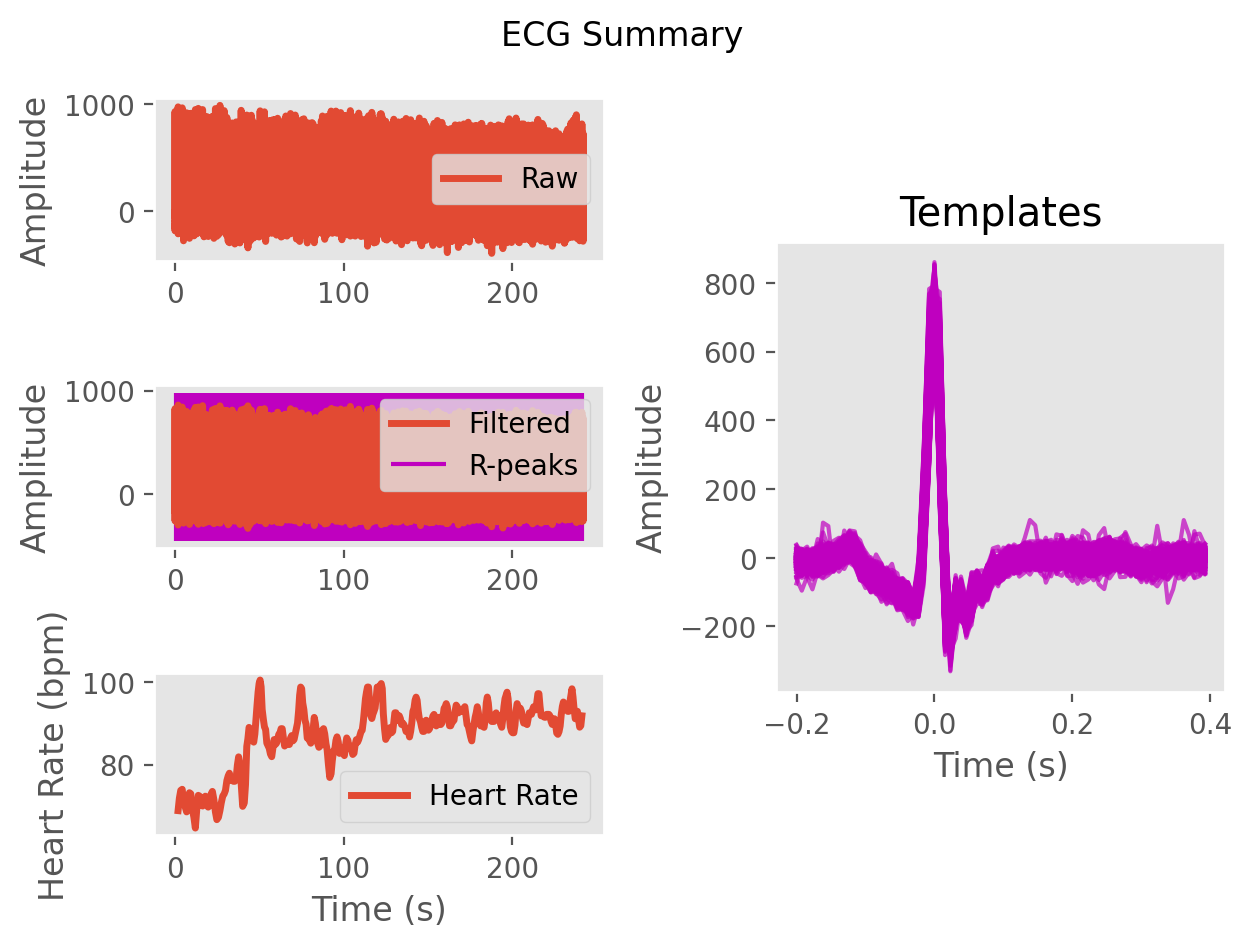 ECG Summary
Amplitude
1000
0
Raw
0 100 200
Amplitude
1000
0
Filtered
R-peaks
0 100 200
Heart Rate (bpm)
100
80
Heart Rate
0 100 200
Time (s)
Templates
Amplitude
800
600
400
200
0
−200
−0.2 0.0 0.2 0.4
Time (s)